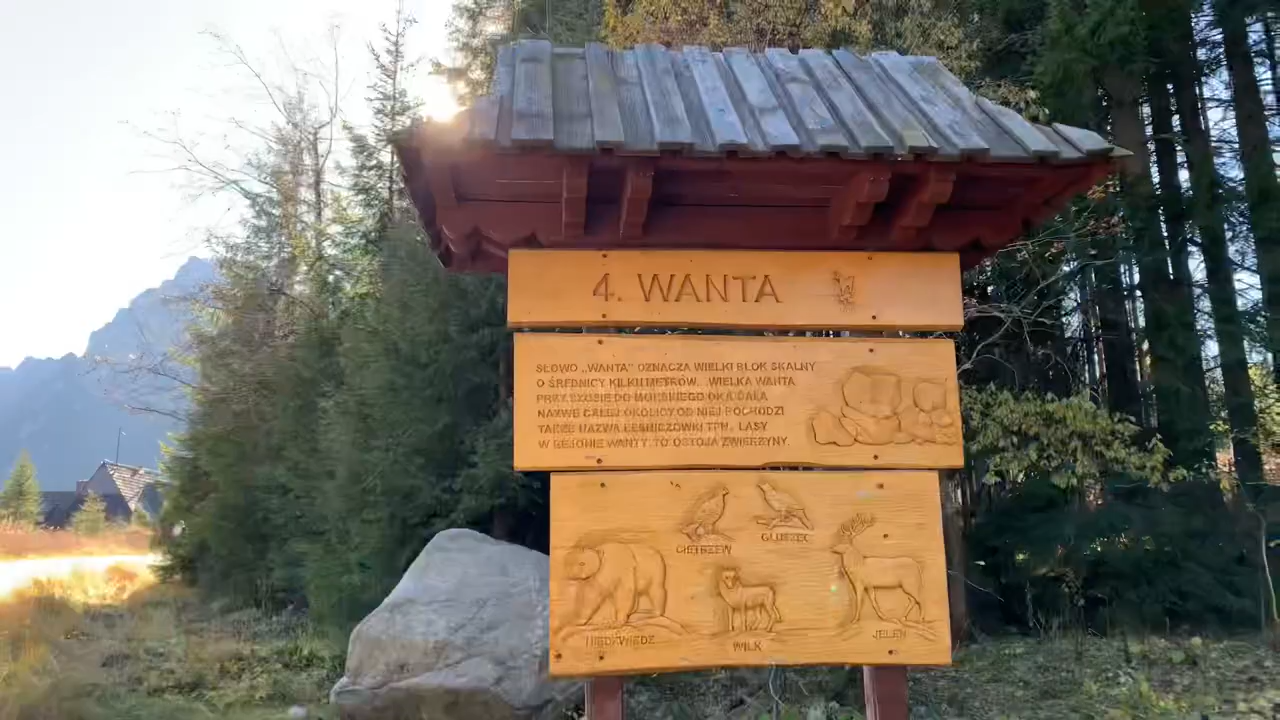 4. WANTA
SŁOWO „WANTA" OZNACZA WIELKI BLOK SKALNY
O ŚREDNICY KILKU METRÓW. „WIELKA WANTA
PRZY SZOSIE DO MORSKIEGO OKA DAŁA
NAZWĘ CAŁEJ OKOLICY OD NIEJ POCHODZI
TAKŻE NAZWA LEŚNICZÓWKI TPN. LASY
W REJONIE WANTY TO OSTOJA ZWIERZYNY.
CIETRZEW
GŁUSZEC
NIEDŹWIEDŹ
WILK
JELEŃ